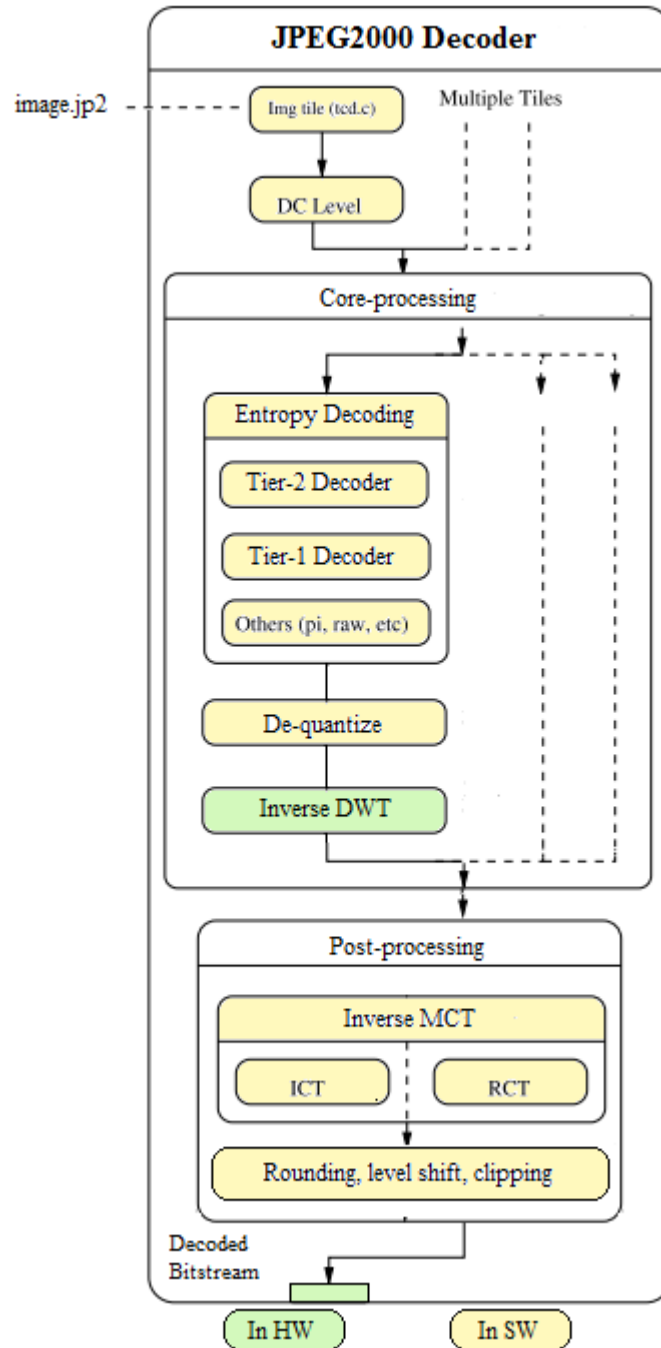 JPEG2000 Decoder
image.jp2
Img tile (tcd.c)
Multiple Tiles
DC Level
Core-processing
Entropy Decoding
Tier-2 Decoder
Tier-1 Decoder
Others (pi, raw, etc)
De-quantize
Inverse DWT
Post-processing
Inverse MCT
ICT
RCT
Rounding, level shift, clipping
Decoded
Bitstream
In HW
In SW